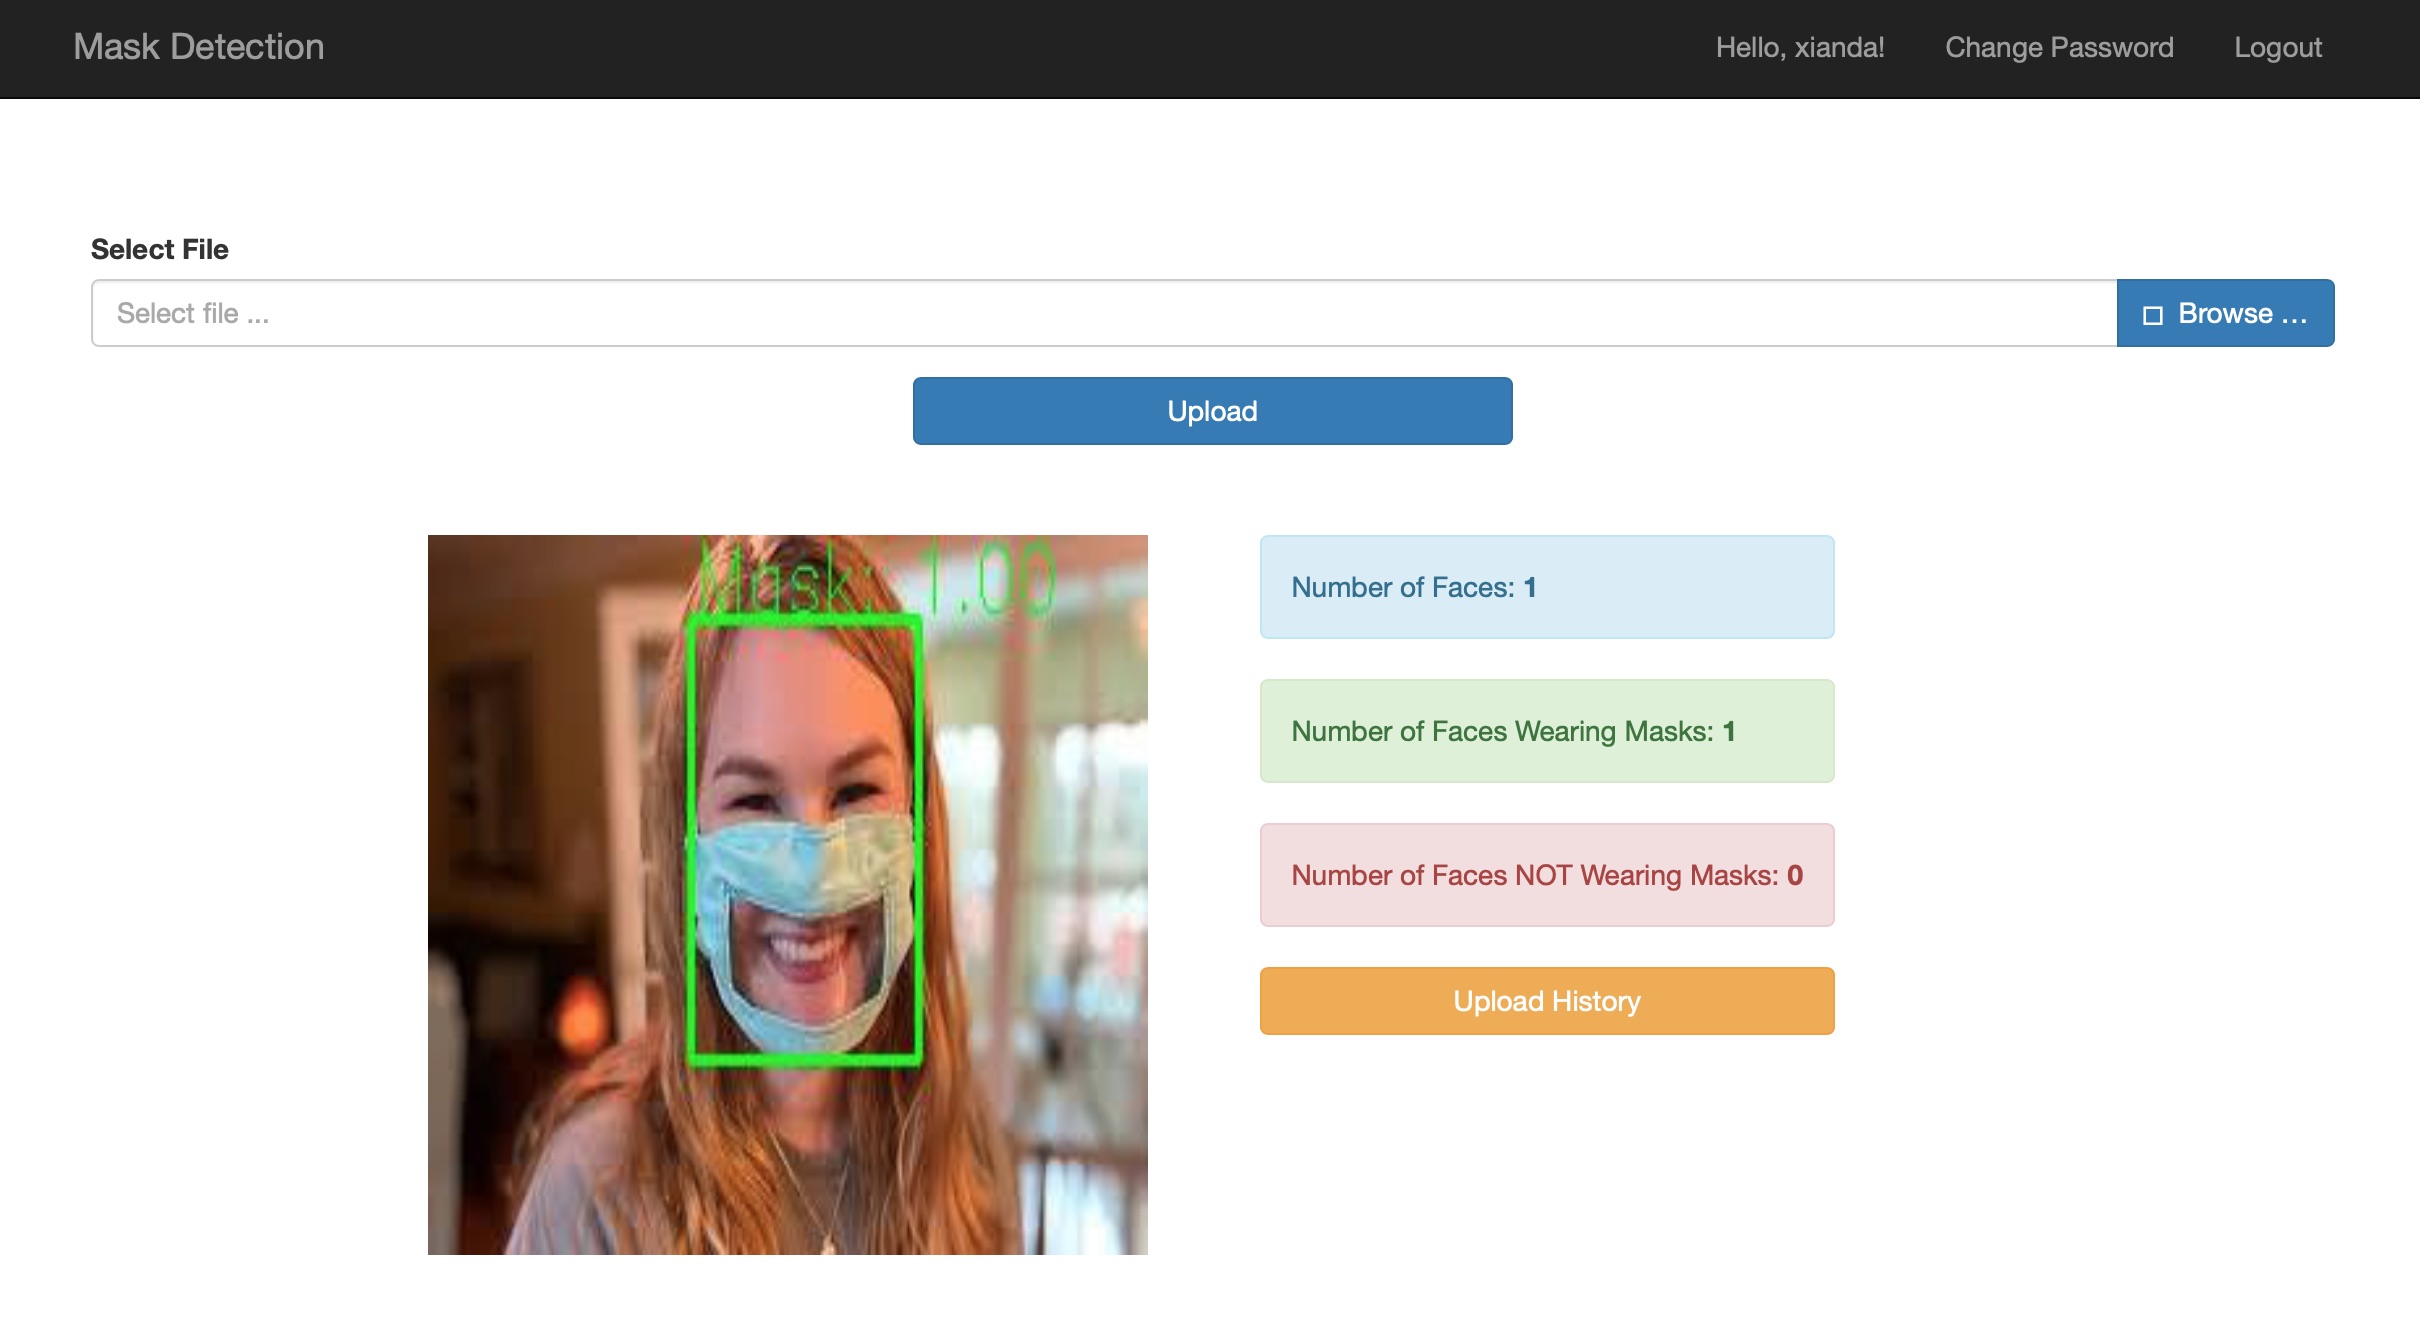 Mask Detection
Hello, xianda! Change Password Logout
Select File
Select file ...
Browse ...
Upload
Mask: 1.00
Number of Faces: 1
Number of Faces Wearing Masks: 1
Number of Faces NOT Wearing Masks: 0
Upload History